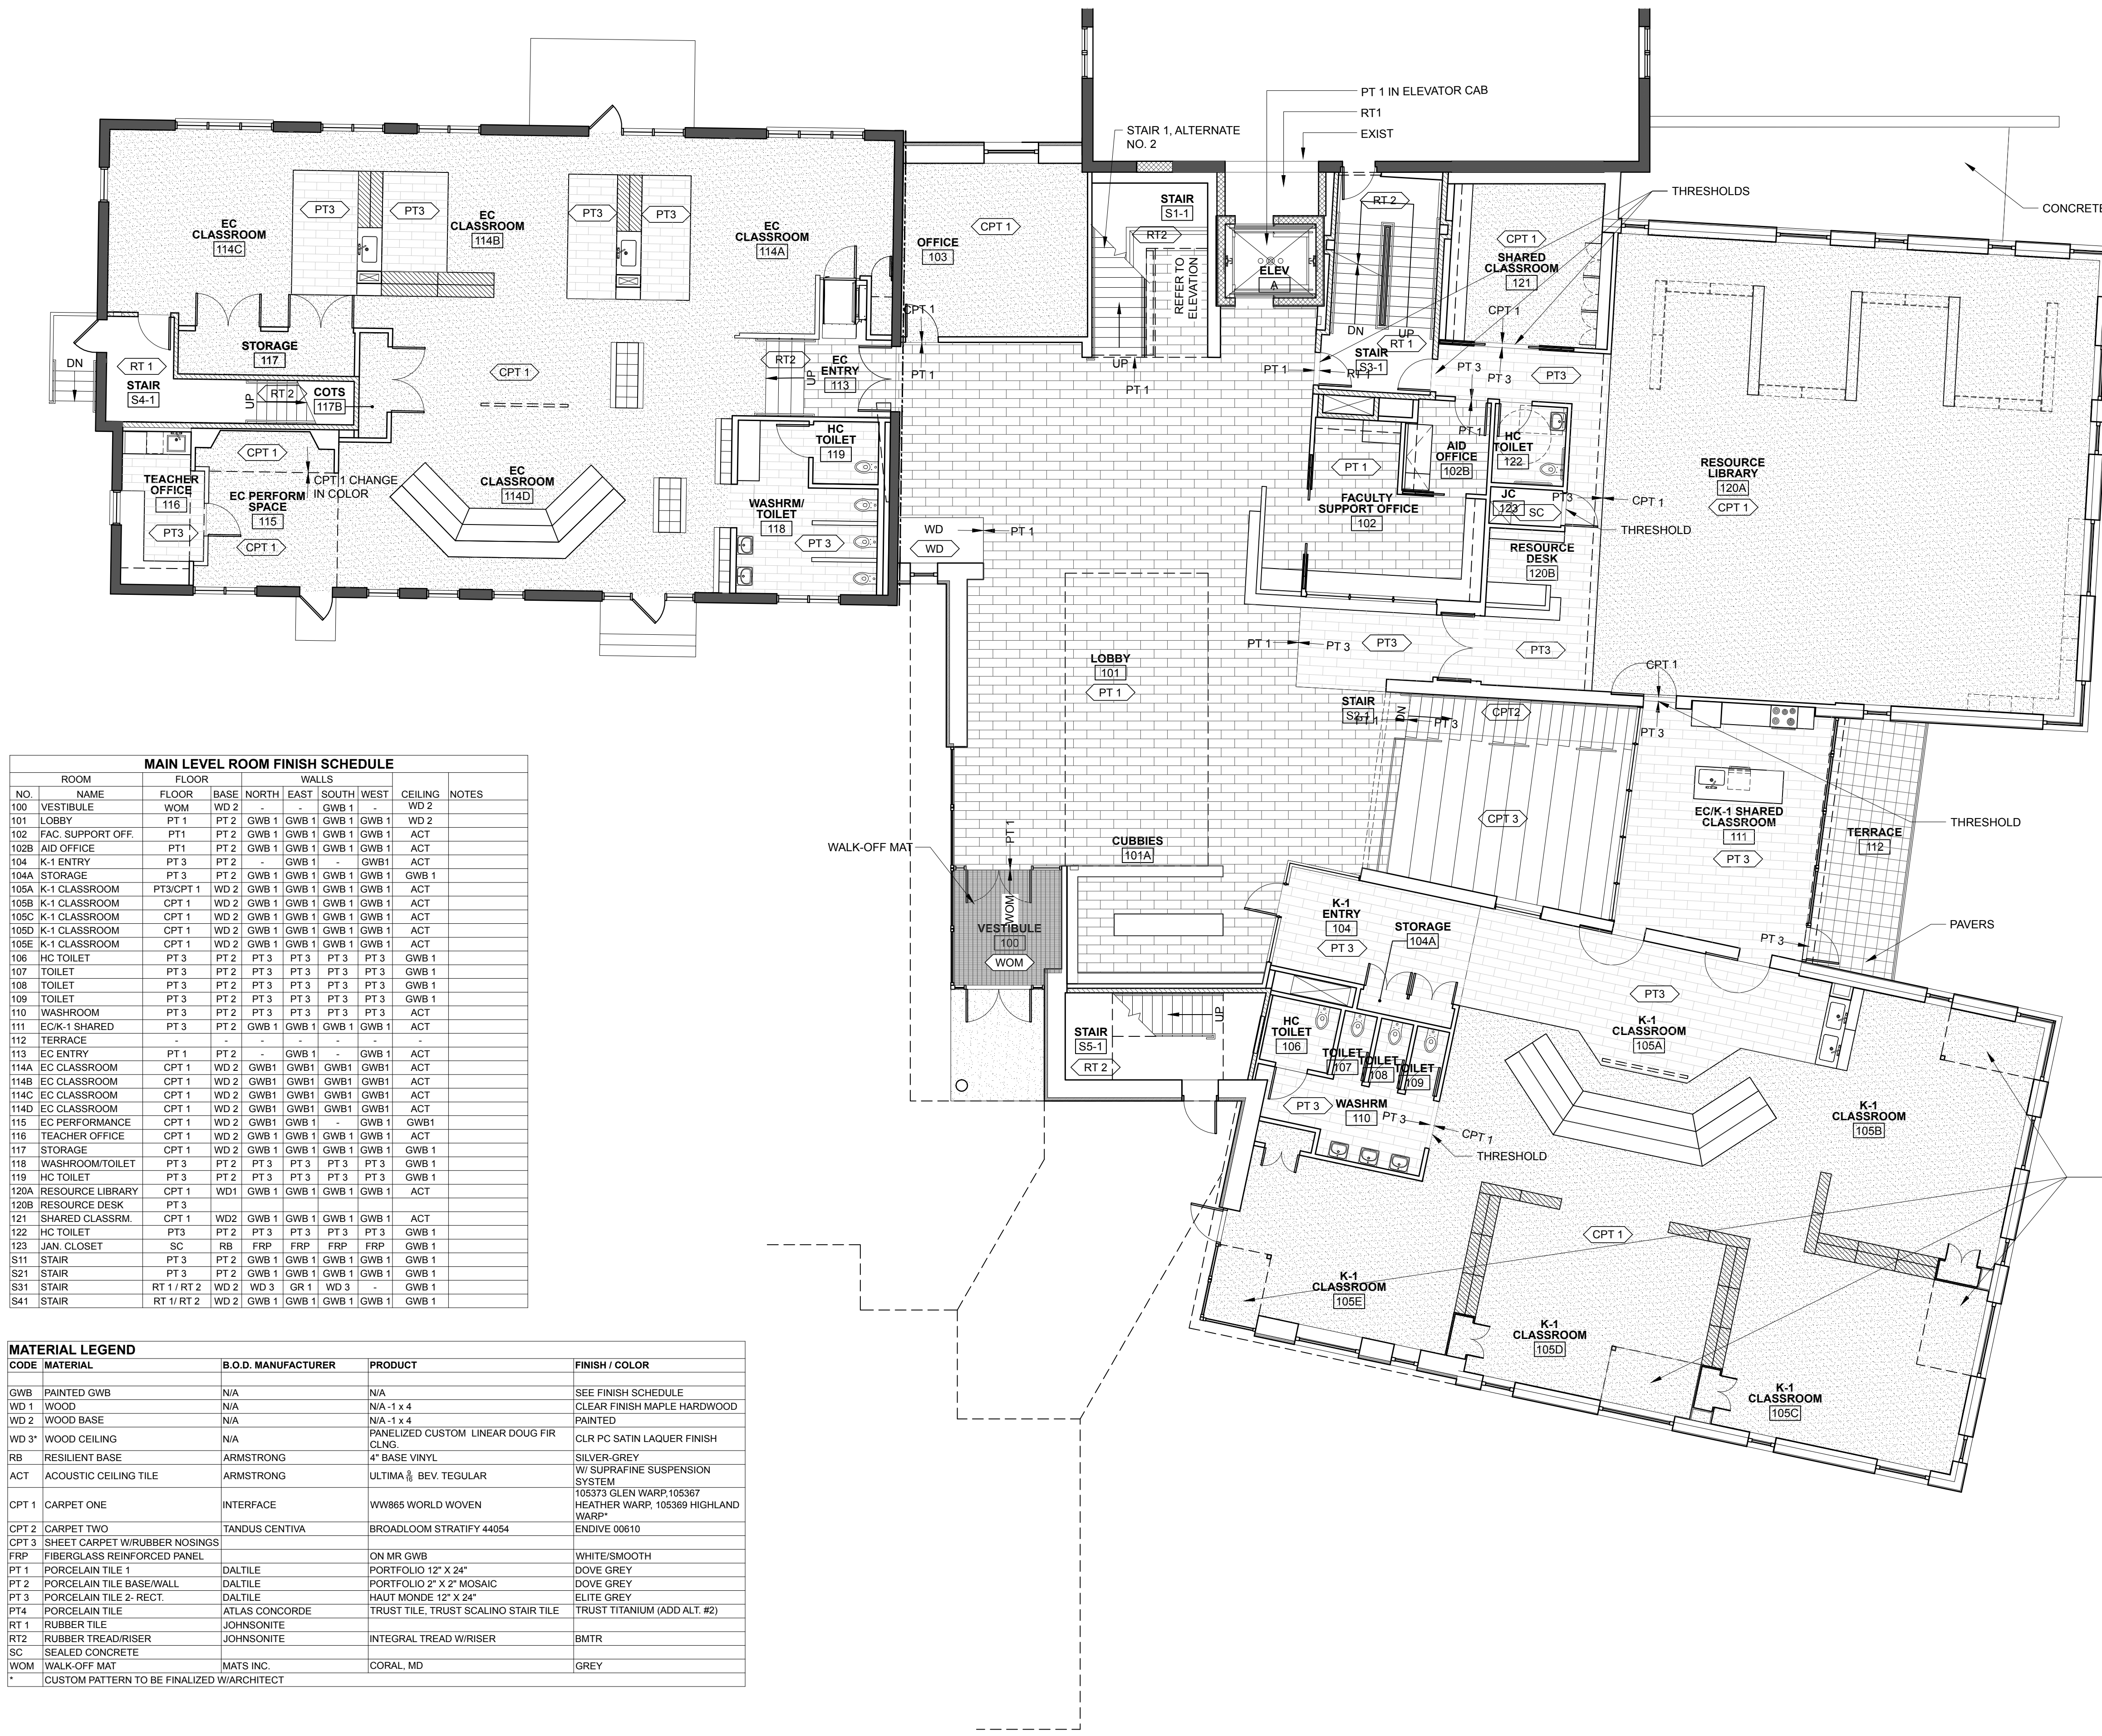 PT 1 IN ELEVATOR CAB
RT1
EXIST
STAIR 1, ALTERNATE
NO. 2
THRESHOLDS
CONCRETE
EC
CLASSROOM
114C
PT3
PT3
EC
CLASSROOM
114B
PT3
PT3
EC
CLASSROOM
114A
OFFICE
103
CPT 1
STAIR
S1-1
RT2
REFER TO
ELEVATION
ELEV
A
RT 2
CPT 1
SHARED
CLASSROOM
121
CPT 1
CPT 1
PT 1
UP
PT 1
DN
UP
RT 1
STAIR
S3-1
PT 1
RT 1
PT 3
PT 3
PT3
DN
RT 1
STAIR
S4-1
STORAGE
117
UP
RT 2
COTS
117B
CPT 1
RT2
UP
EC
ENTRY
113
CPT 1
CPT 1 CHANGE
IN COLOR
TEACHER
OFFICE
116
PT3
EC PERFORM
SPACE
115
CPT 1
EC
CLASSROOM
114D
HC
TOILET
119
WASHRM/
TOILET
118
PT 3
WD
WD
PT 1
PT 1
PT 1
AID
OFFICE
102B
HC
TOILET
122
FACULTY
SUPPORT OFFICE
102
JC
123
SC
PT3
CPT 1
THRESHOLD
RESOURCE
DESK
120B
RESOURCE
LIBRARY
120A
CPT 1
PT 1
PT 3
PT3
PT3
LOBBY
101
PT 1
CPT 1
PT 3
STAIR
S2-1
PT 1
DN
PT 3
CPT2
CPT 3
EC/K-1 SHARED
CLASSROOM
111
PT 3
TERRACE
112
THRESHOLD
PAVERS
PT 3
WALK-OFF MAT
PT 1
WOM
VESTIBULE
100
WOM
CUBBIES
101A
K-1
ENTRY
104
PT 3
STORAGE
104A
PT3
K-1
CLASSROOM
105A
STAIR
S5-1
RT 2
UP
HC
TOILET
106
TOILET
107
TOILET
108
TOILET
109
PT 3
WASHRM
110
PT 3
CPT 1
THRESHOLD
K-1
CLASSROOM
105B
CPT 1
K-1
CLASSROOM
105E
K-1
CLASSROOM
105D
K-1
CLASSROOM
105C
MAIN LEVEL ROOM FINISH SCHEDULE
ROOM FLOOR WALLS
NO. NAME FLOOR BASE NORTH EAST SOUTH WEST CEILING NOTES
100 VESTIBULE WOM WD 2 - - GWB 1 - WD 2
101 LOBBY PT 1 PT 2 GWB 1 GWB 1 GWB 1 GWB 1 WD 2
102 FAC. SUPPORT OFF. PT1 PT 2 GWB 1 GWB 1 GWB 1 GWB 1 ACT
102B AID OFFICE PT1 PT 2 GWB 1 GWB 1 GWB 1 GWB 1 ACT
104 K-1 ENTRY PT 3 PT 2 - GWB 1 - GWB1 ACT
104A STORAGE PT 3 PT 2 GWB 1 GWB 1 GWB 1 GWB 1 GWB 1
105A K-1 CLASSROOM PT3/CPT 1 WD 2 GWB 1 GWB 1 GWB 1 GWB 1 ACT
105B K-1 CLASSROOM CPT 1 WD 2 GWB 1 GWB 1 GWB 1 GWB 1 ACT
105C K-1 CLASSROOM CPT 1 WD 2 GWB 1 GWB 1 GWB 1 GWB 1 ACT
105D K-1 CLASSROOM CPT 1 WD 2 GWB 1 GWB 1 GWB 1 GWB 1 ACT
105E K-1 CLASSROOM CPT 1 WD 2 GWB 1 GWB 1 GWB 1 GWB 1 ACT
106 HC TOILET PT 3 PT 2 PT 3 PT 3 PT 3 PT 3 GWB 1
107 TOILET PT 3 PT 2 PT 3 PT 3 PT 3 PT 3 GWB 1
108 TOILET PT 3 PT 2 PT 3 PT 3 PT 3 PT 3 GWB 1
109 TOILET PT 3 PT 2 PT 3 PT 3 PT 3 PT 3 GWB 1
110 WASHROOM PT 3 PT 2 PT 3 PT 3 PT 3 PT 3 ACT
111 EC/K-1 SHARED PT 3 PT 2 GWB 1 GWB 1 GWB 1 GWB 1 ACT
112 TERRACE - - - - - - -
113 EC ENTRY PT 1 PT 2 - GWB 1 - GWB 1 ACT
114A EC CLASSROOM CPT 1 WD 2 GWB1 GWB1 GWB1 GWB1 ACT
114B EC CLASSROOM CPT 1 WD 2 GWB1 GWB1 GWB1 GWB1 ACT
114C EC CLASSROOM CPT 1 WD 2 GWB1 GWB1 GWB1 GWB1 ACT
114D EC CLASSROOM CPT 1 WD 2 GWB1 GWB1 GWB1 GWB1 ACT
115 EC PERFORMANCE CPT 1 WD 2 GWB1 GWB 1 - GWB 1 GWB1
116 TEACHER OFFICE CPT 1 WD 2 GWB 1 GWB 1 GWB 1 GWB 1 ACT
117 STORAGE CPT 1 WD 2 GWB 1 GWB 1 GWB 1 GWB 1 GWB 1
118 WASHROOM/TOILET PT 3 PT 2 PT 3 PT 3 PT 3 PT 3 GWB 1
119 HC TOILET PT 3 PT 2 PT 3 PT 3 PT 3 PT 3 GWB 1
120A RESOURCE LIBRARY CPT 1 WD1 GWB 1 GWB 1 GWB 1 GWB 1 ACT
120B RESOURCE DESK PT 3
121 SHARED CLASSRM. CPT 1 WD2 GWB 1 GWB 1 GWB 1 GWB 1 ACT
122 HC TOILET PT3 PT 2 PT 3 PT 3 PT 3 PT 3 GWB 1
123 JAN. CLOSET SC RB FRP FRP FRP FRP GWB 1
S11 STAIR PT 3 PT 2 GWB 1 GWB 1 GWB 1 GWB 1 GWB 1
S21 STAIR PT 3 PT 2 GWB 1 GWB 1 GWB 1 GWB 1 GWB 1
S31 STAIR RT 1 / RT 2 WD 2 WD 3 GR 1 WD 3 - GWB 1
S41 STAIR RT 1/ RT 2 WD 2 GWB 1 GWB 1 GWB 1 GWB 1 GWB 1
MATERIAL LEGEND
CODE MATERIAL B.O.D. MANUFACTURER PRODUCT FINISH / COLOR
GWB PAINTED GWB N/A N/A SEE FINISH SCHEDULE
WD 1 WOOD N/A N/A -1 x 4 CLEAR FINISH MAPLE HARDWOOD
WD 2 WOOD BASE N/A N/A -1 x 4 PAINTED
WD 3* WOOD CEILING N/A PANELIZED CUSTOM LINEAR DOUG FIR CLNG. CLR PC SATIN LAQUER FINISH
RB RESILIENT BASE ARMSTRONG 4" BASE VINYL SILVER-GREY
ACT ACOUSTIC CEILING TILE ARMSTRONG ULTIMA 9/16 BEV. TEGULAR W/ SUPRAFINE SUSPENSION SYSTEM
CPT 1 CARPET ONE INTERFACE WW865 WORLD WOVEN 105373 GLEN WARP,105367 HEATHER WARP, 105369 HIGHLAND WARP*
CPT 2 CARPET TWO TANDUS CENTIVA BROADLOOM STRATIFY 44054 ENDIVE 00610
CPT 3 SHEET CARPET W/RUBBER NOSINGS
FRP FIBERGLASS REINFORCED PANEL ON MR GWB WHITE/SMOOTH
PT 1 PORCELAIN TILE 1 DALTILE PORTFOLIO 12" X 24" DOVE GREY
PT 2 PORCELAIN TILE BASE/WALL DALTILE PORTFOLIO 2" X 2" MOSAIC DOVE GREY
PT 3 PORCELAIN TILE 2- RECT. DALTILE HAUT MONDE 12" X 24" ELITE GREY
PT4 PORCELAIN TILE ATLAS CONCORDE TRUST TILE, TRUST SCALINO STAIR TILE TRUST TITANIUM (ADD ALT. #2)
RT 1 RUBBER TILE JOHNSONITE
RT2 RUBBER TREAD/RISER JOHNSONITE INTEGRAL TREAD W/RISER BMTR
SC SEALED CONCRETE
WOM WALK-OFF MAT MATS INC. CORAL, MD GREY
* CUSTOM PATTERN TO BE FINALIZED W/ARCHITECT